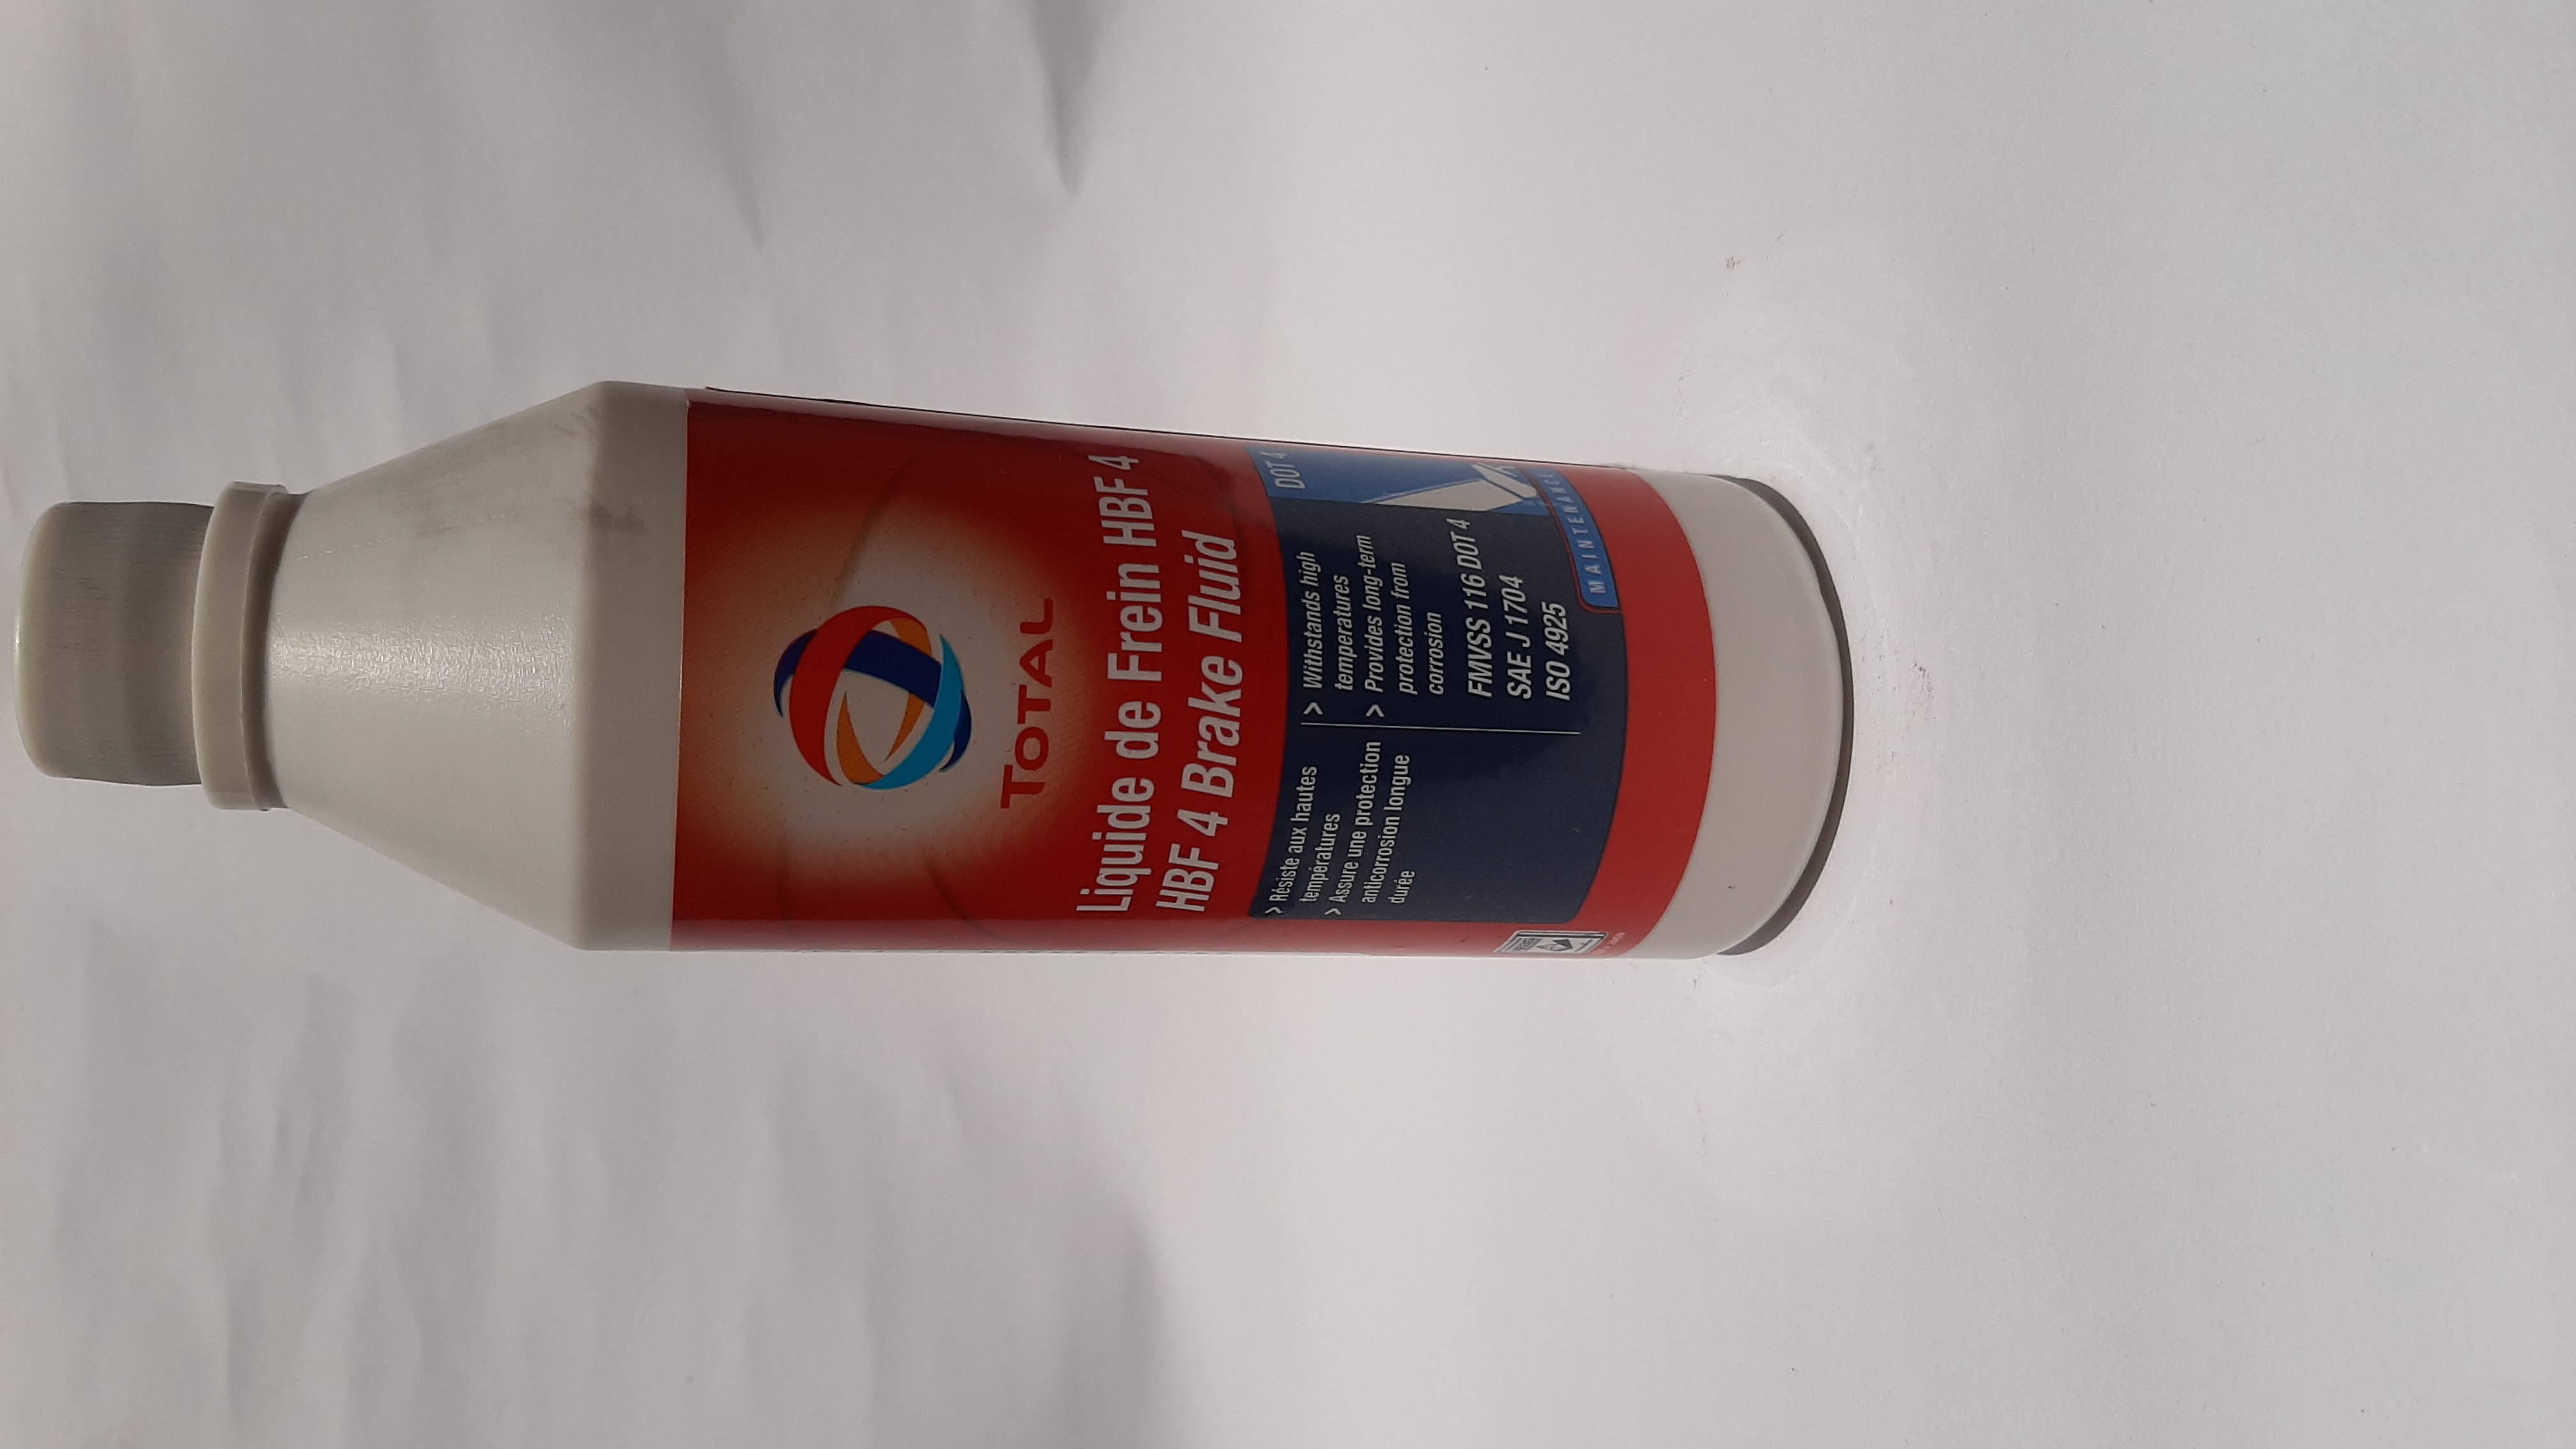 TOTAL
Liquide de Frein HBF 4
HBF 4 Brake Fluid
> Résiste aux hautes
températures
> Assure une protection
anticorrosion longue
durée
> Withstands high
temperatures
> Provides long-term
protection from
corrosion
FMVSS 116 DOT 4
SAE J 1704
ISO 4925
DOT 4
MAINTENANCE